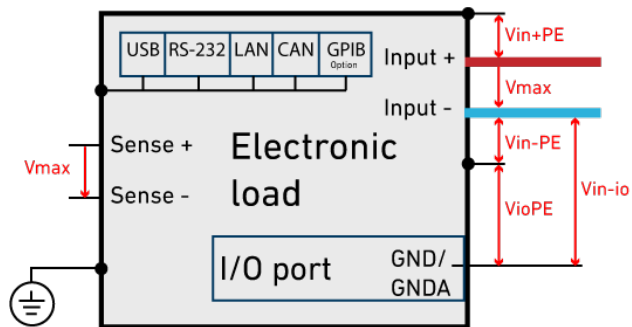 USB RS-232 LAN CAN GPIB
Option
Vin+PE
Input +
Vmax
Input -
Vin-PE
Sense +
Electronic
load
Vmax
Sense -
Vin-io
VioPE
I/O port
GND/
GNDA